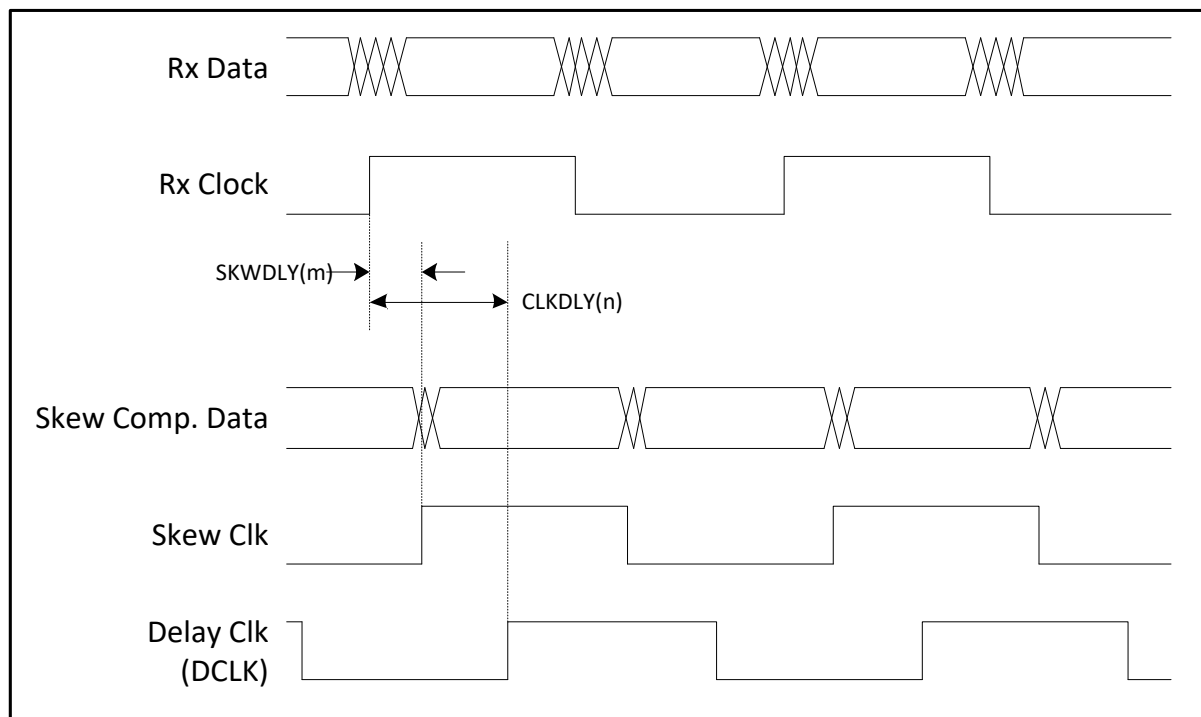 Rx Data
Rx Clock
SKWDLY(m)
CLKDLY(n)
Skew Comp. Data
Skew Clk
Delay Clk
(DCLK)